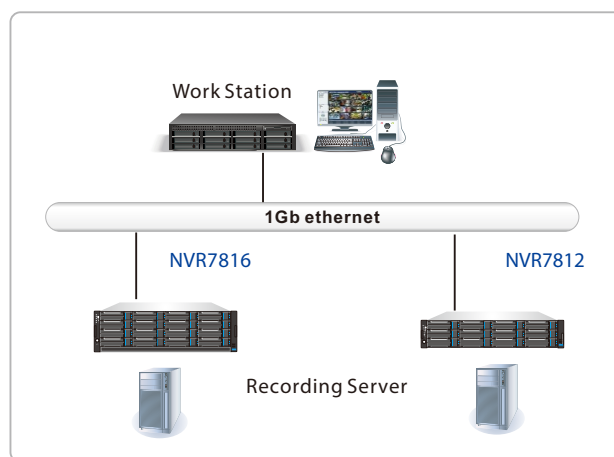 Work Station
1Gb ethernet
NVR7816
NVR7812
Recording Server